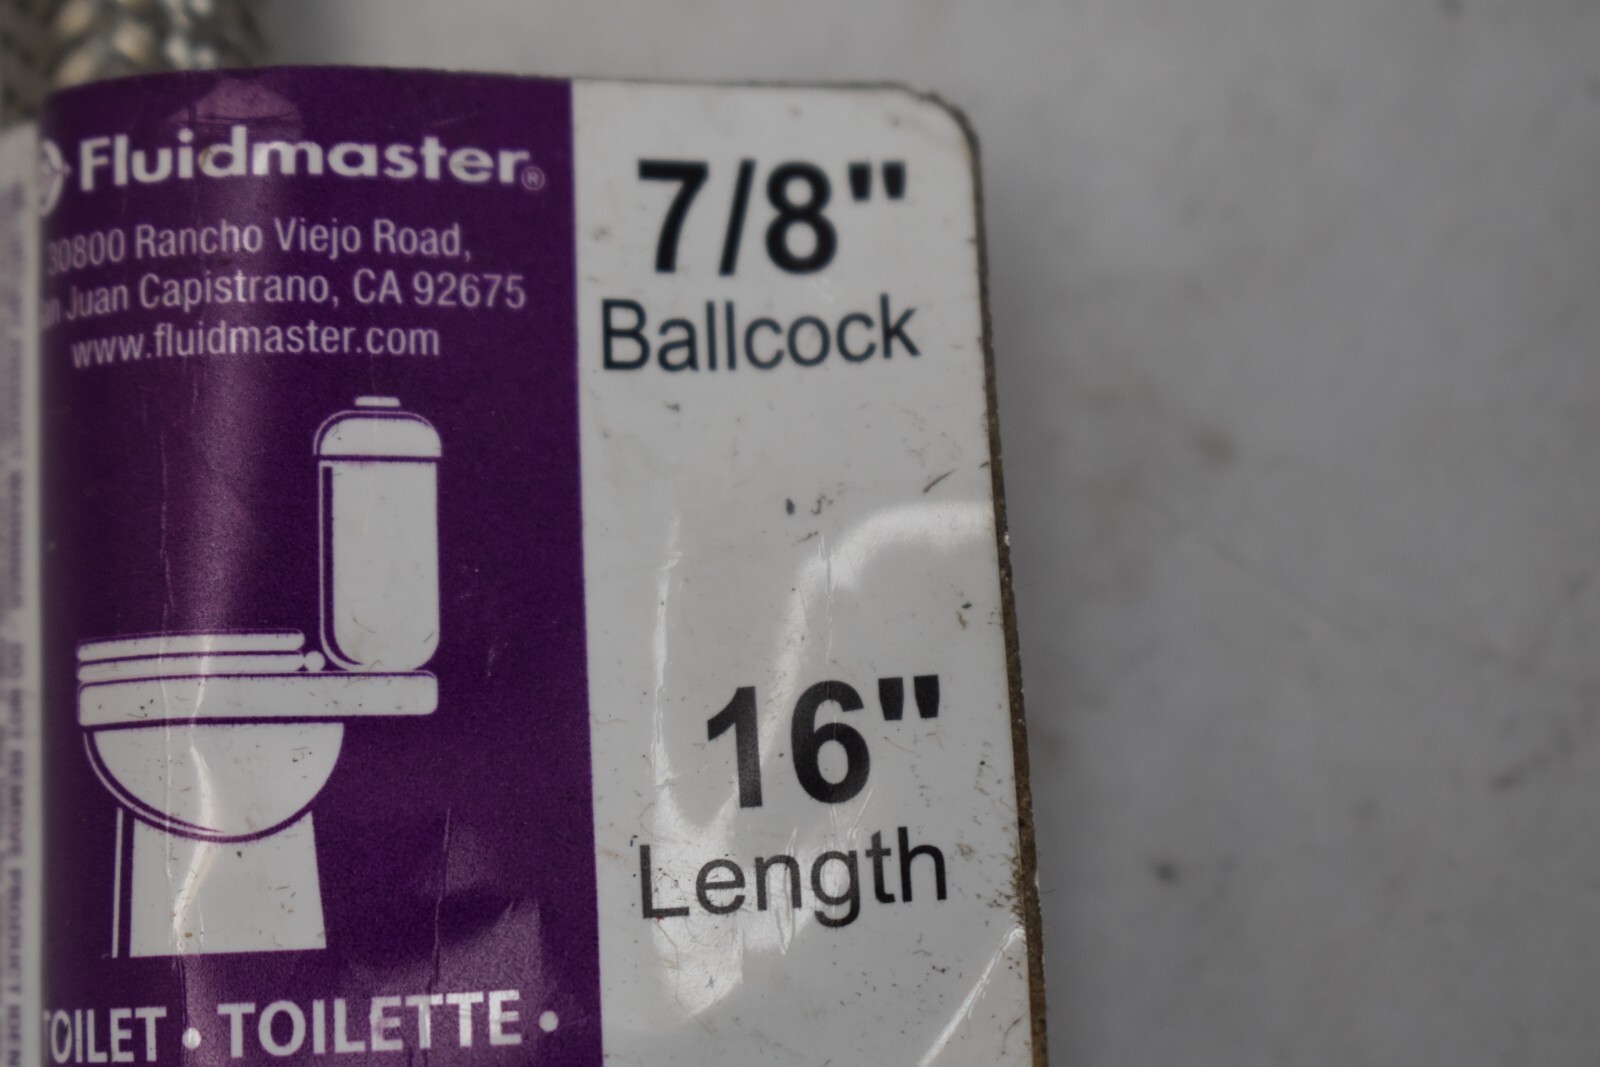 Fluidmaster®
30800 Rancho Viejo Road,
Juan Capistrano, CA 92675
www.fluidmaster.com
TOILET • TOILETTE •
7/8"
Ballcock
16"
Length